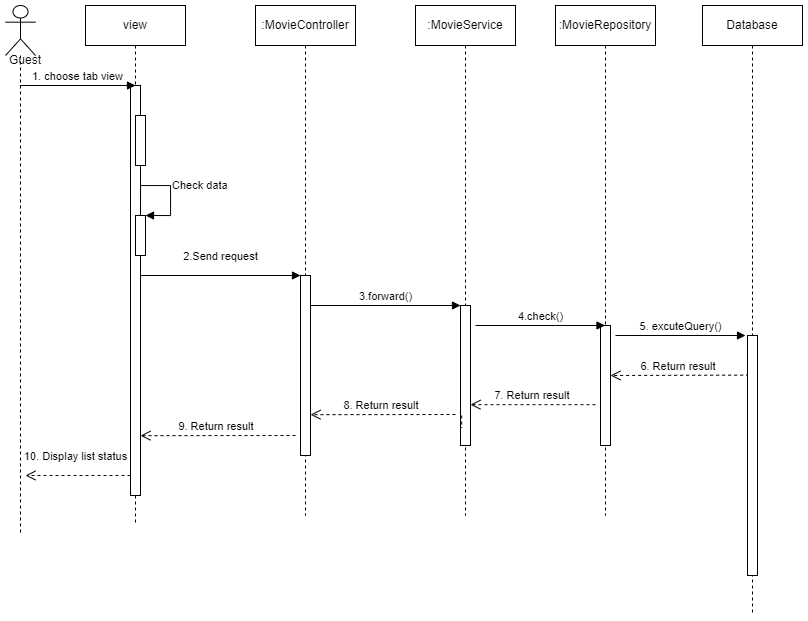 view
:MovieController
:MovieService
:MovieRepository
Database
Guest
1. choose tab view
Check data
2.Send request
3.forward()
4.check()
5. excuteQuery()
6. Return result
7. Return result
8. Return result
9. Return result
10. Display list status